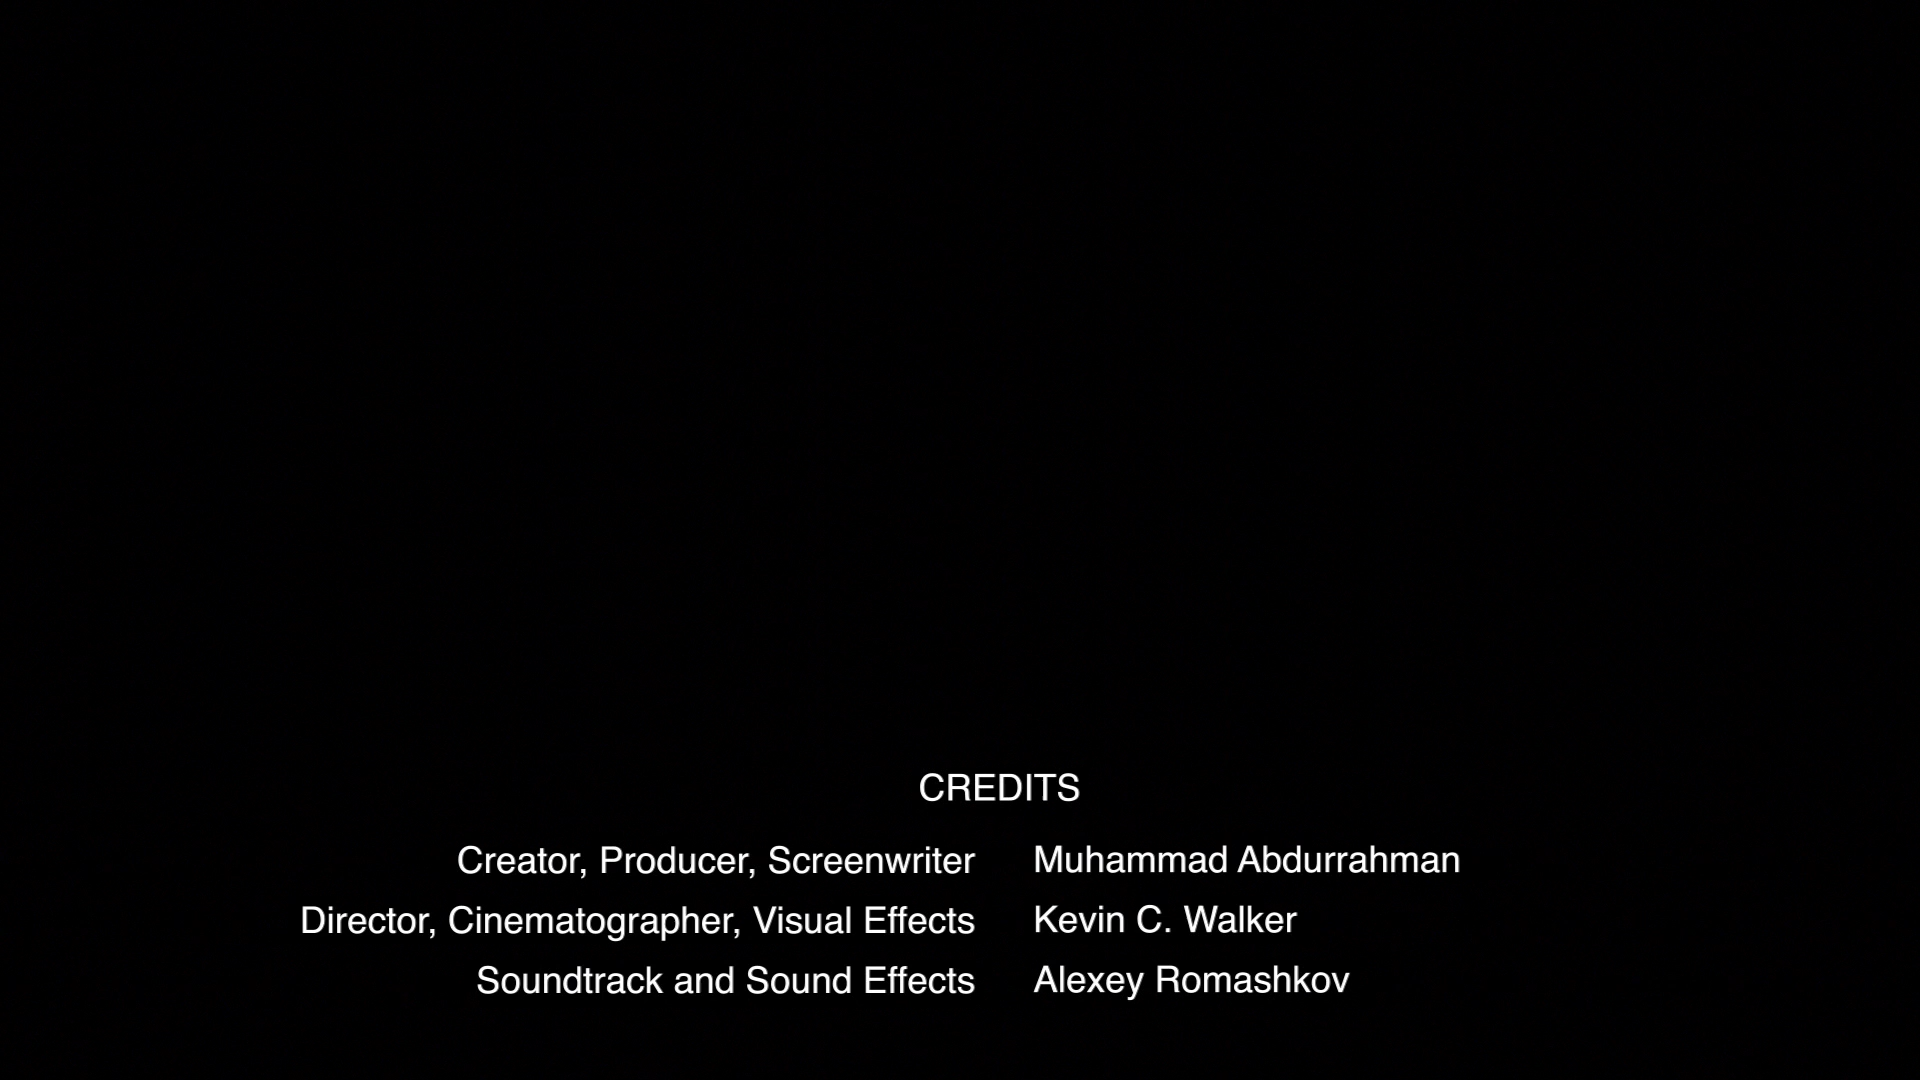 CREDITS
Creator, Producer, Screenwriter Muhammad Abdurrahman
Director, Cinematographer, Visual Effects Kevin C. Walker
Soundtrack and Sound Effects Alexey Romashkov